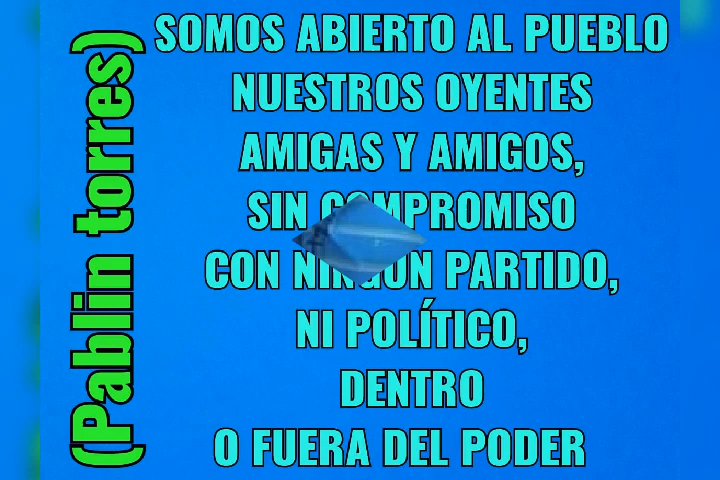 (Pablin torres)
SOMOS ABIERTO AL PUEBLO
NUESTROS OYENTES
AMIGAS Y AMIGOS,
SIN COMPROMISO
CON NINGUN PARTIDO,
NI POLÍTICO,
DENTRO
O FUERA DEL PODER